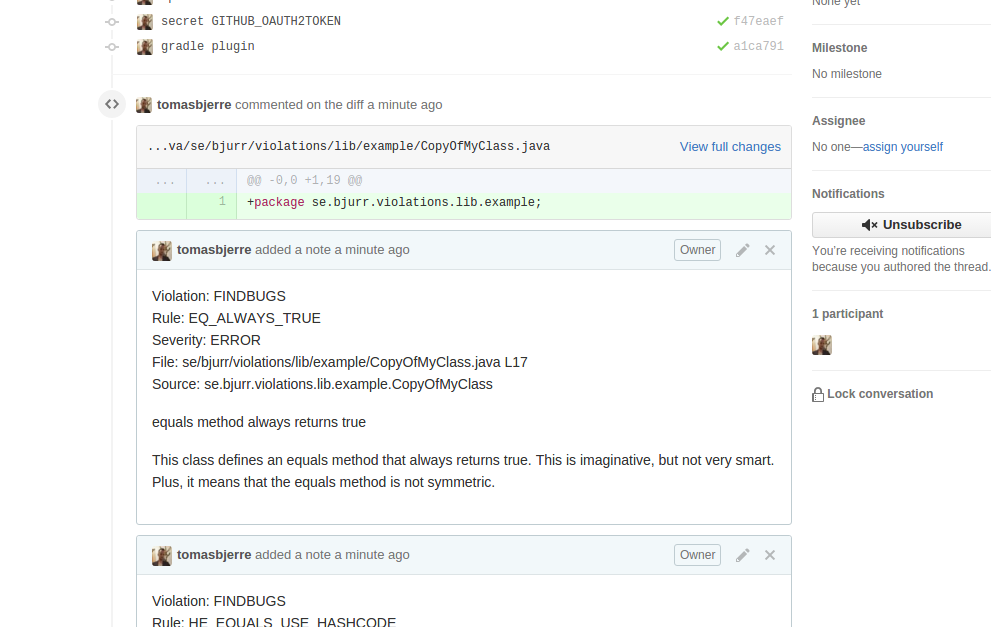 None yet
secret GITHUB_OAUTH2TOKEN f47eaef
gradle plugin a1ca791
tomasbjerre commented on the diff a minute ago
...va/se/bjurr/violations/lib/example/CopyOfMyClass.java View full changes
... ... @@ -0,0 +1,19 @@
1 +package se.bjurr.violations.lib.example;
tomasbjerre added a note a minute ago Owner
Violation: FINDBUGS
Rule: EQ_ALWAYS_TRUE
Severity: ERROR
File: se/bjurr/violations/lib/example/CopyOfMyClass.java L17
Source: se.bjurr.violations.lib.example.CopyOfMyClass
equals method always returns true
This class defines an equals method that always returns true. This is imaginative, but not very smart.
Plus, it means that the equals method is not symmetric.
tomasbjerre added a note a minute ago Owner
Violation: FINDBUGS
Rule: HE_EQUALS_USE_HASHCODE
Milestone
No milestone
Assignee
No one—assign yourself
Notifications
Unsubscribe
You're receiving notifications
because you authored the thread.
1 participant
Lock conversation